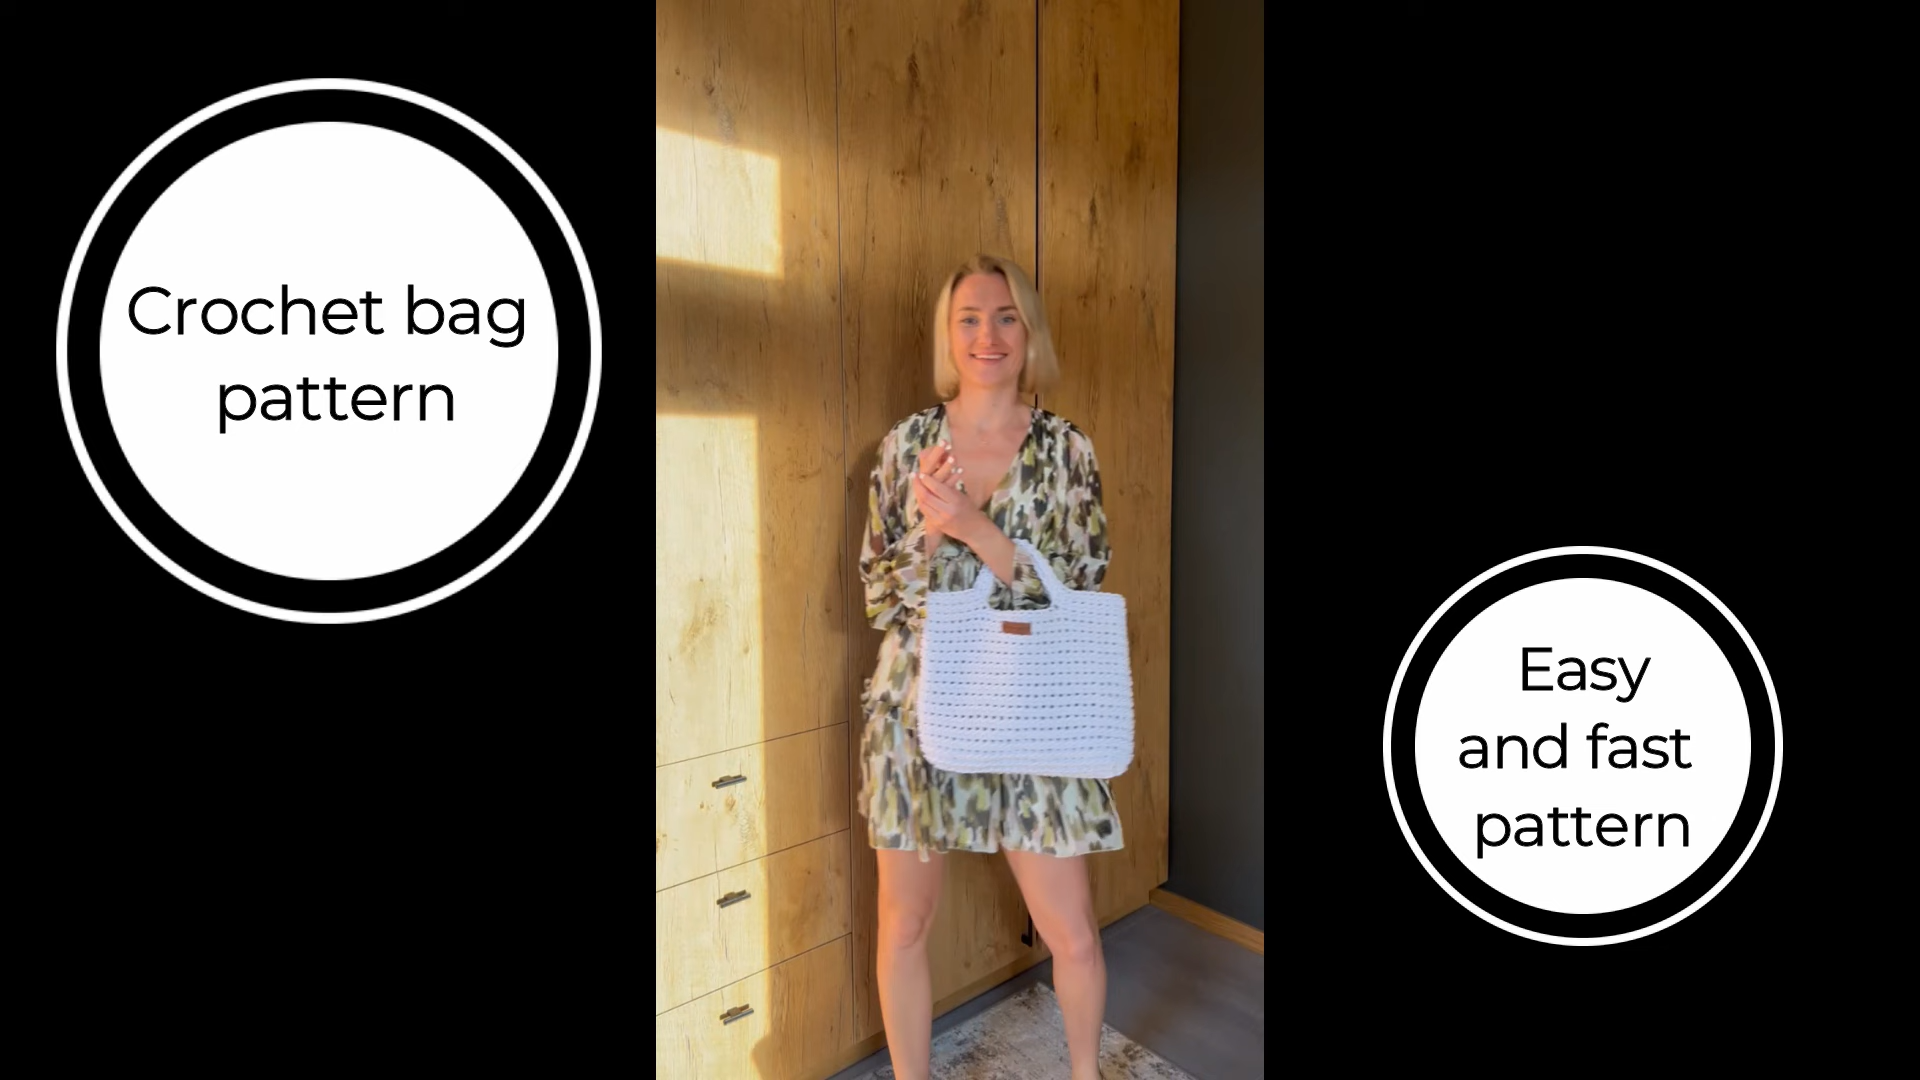 Crochet bag
pattern
Easy
and fast
pattern